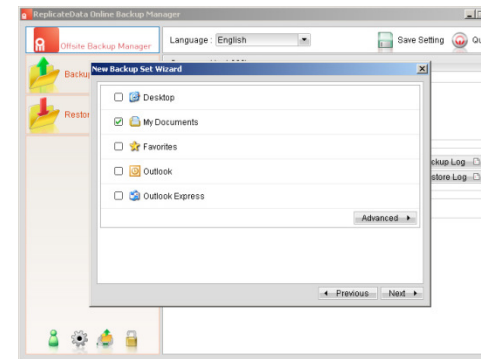 ReplicateData Online Backup Manager
Offsite Backup Manager
Language: English
Save Setting
Backup
Restor
New Backup Set Wizard
Desktop
My Documents
Favorites
Outlook
Outlook Express
Advanced
Previous
Next
ckup Log
store Log